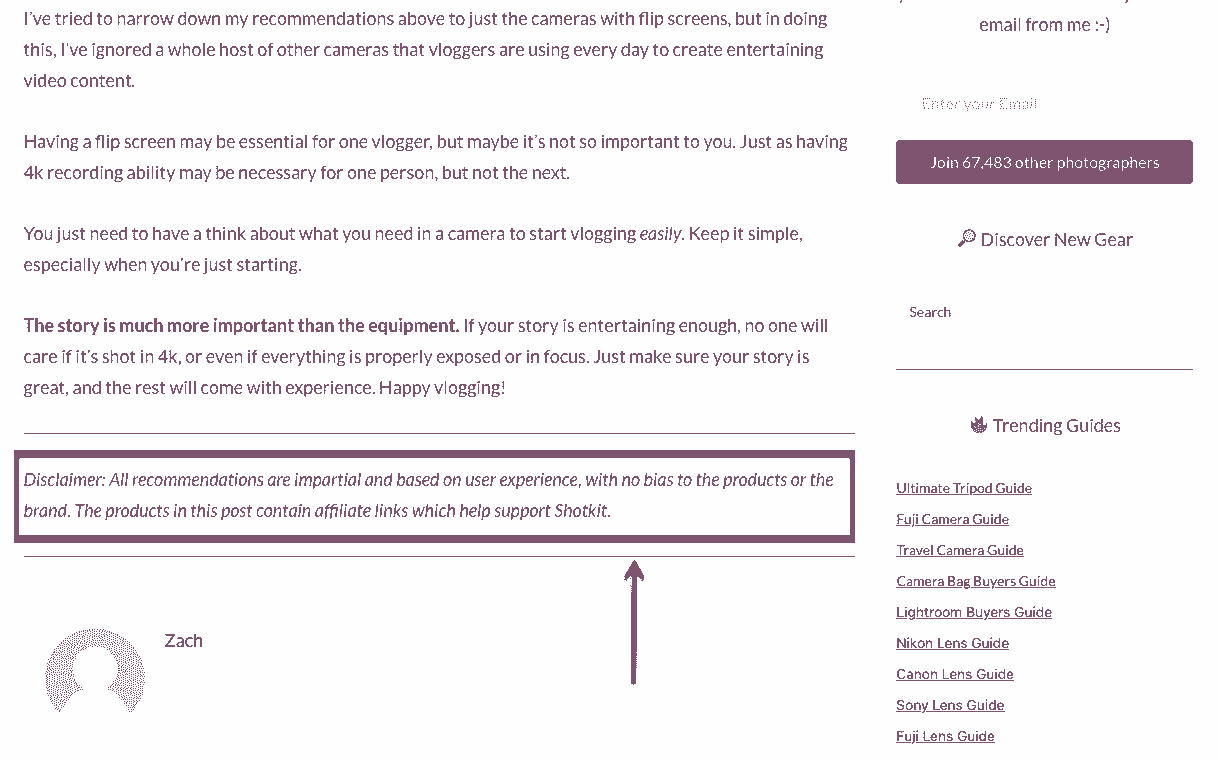 I've tried to narrow down my recommendations above to just the cameras with flip screens, but in doing
this, I've ignored a whole host of other cameras that vloggers are using every day to create entertaining
video content.
Having a flip screen may be essential for one vlogger, but maybe it's not so important to you. Just as having
4k recording ability may be necessary for one person, but not the next.
You just need to have a think about what you need in a camera to start vlogging easily. Keep it simple,
especially when you're just starting.
The story is much more important than the equipment. If your story is entertaining enough, no one will
care if it's shot in 4k, or even if everything is properly exposed or in focus. Just make sure your story is
great, and the rest will come with experience. Happy vlogging!
Disclaimer: All recommendations are impartial and based on user experience, with no bias to the products or the
brand. The products in this post contain affiliate links which help support Shotkit.
Zach
email from me :-)
Enter your Email
Join 67,483 other photographers
Discover New Gear
Search
Trending Guides
Ultimate Tripod Guide
Fuji Camera Guide
Travel Camera Guide
Camera Bag Buyers Guide
Lightroom Buyers Guide
Nikon Lens Guide
Canon Lens Guide
Sony Lens Guide
Fuji Lens Guide